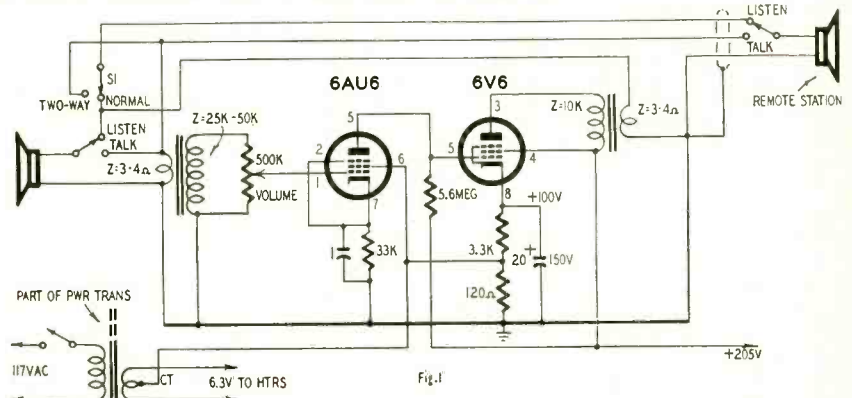 LISTEN
TALK
REMOTE STATION
S1
TWO-WAY
NORMAL
LISTEN
TALK
Z=3·4Ω
Z=25K-50K
500K
VOLUME
6AU6
5
2
1
6
7
1
33K
6V6
3
5
4
8
5.6MEG
+100V
3.3K
20
+
150V
120Ω
Z=10K
Z=3·4Ω
PART OF PWR TRANS
117VAC
CT
6.3V TO HTRS
Fig.1
+205V